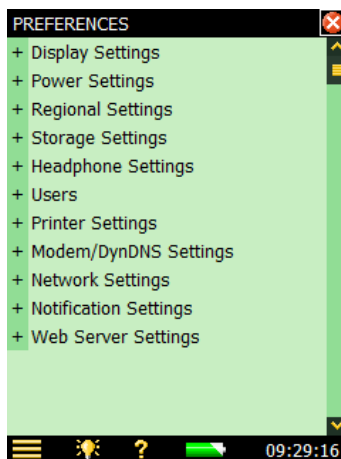 PREFERENCES
+ Display Settings
+ Power Settings
+ Regional Settings
+ Storage Settings
+ Headphone Settings
+ Users
+ Printer Settings
+ Modem/DynDNS Settings
+ Network Settings
+ Notification Settings
+ Web Server Settings
? 09:29:16